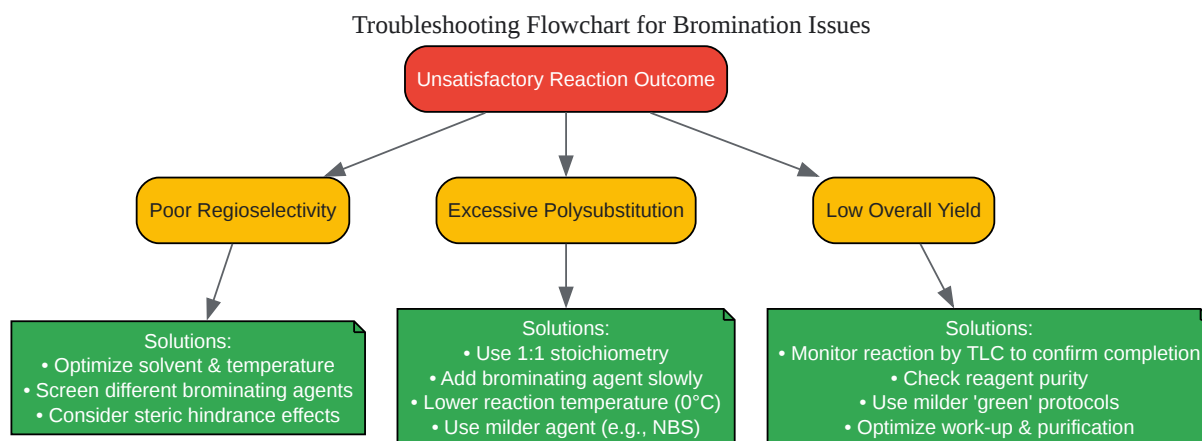 Troubleshooting Flowchart for Bromination Issues
Unsatisfactory Reaction Outcome
Poor Regioselectivity
Excessive Polysubstitution
Low Overall Yield
Solutions:
• Optimize solvent & temperature
• Screen different brominating agents
• Consider steric hindrance effects
Solutions:
• Use 1:1 stoichiometry
• Add brominating agent slowly
• Lower reaction temperature (0°C)
• Use milder agent (e.g., NBS)
Solutions:
• Monitor reaction by TLC to confirm completion
• Check reagent purity
• Use milder 'green' protocols
• Optimize work-up & purification